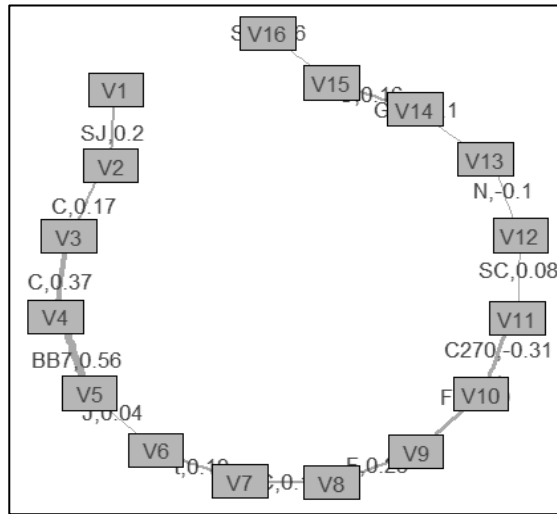 V16
V15
V1
V14
SJ,0.2
V13
V2
N,-0.1
C,0.17
V12
V3
SC,0.08
C,0.37
V11
V4
C270,-0.31
BB7,0.56
V5
V10
J,0.04
V6
V9
V7
V8